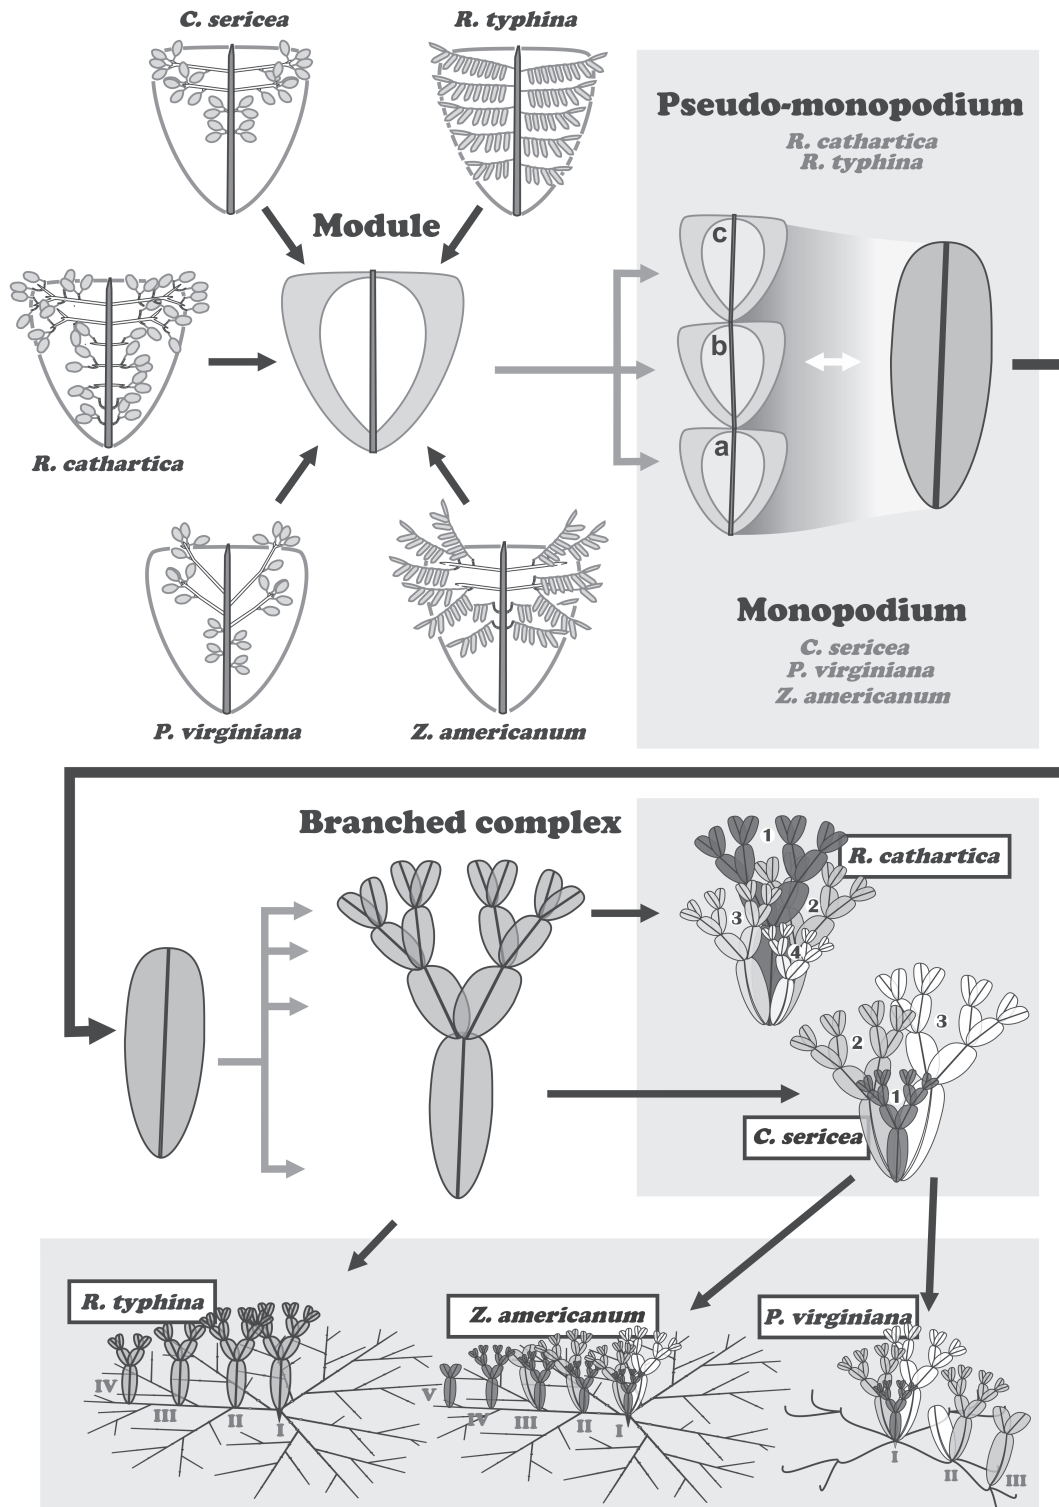 C. sericea
R. typhina
Pseudo-monopodium
R. cathartica
R. typhina
Module
c
b
a
R. cathartica
Monopodium
C. sericea
P. virginiana
Z. americanum
P. virginiana
Z. americanum
Branched complex
1
R. cathartica
2
3
4
3
2
1
C. sericea
R. typhina
Z. americanum
P. virginiana
IV
III
II
I
V
IV
III
II
I
I
II
III